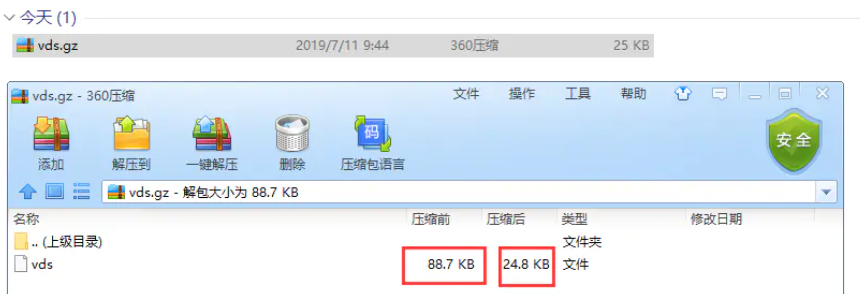 今天 (1)
vds.gz 2019/7/11 9:44 360压缩 25 KB
vds.gz - 360压缩 文件 操作 工具 帮助
添加 解压到 一键解压 删除 码 压缩包语言 安全
vds.gz - 解包大小为 88.7 KB
名称 压缩前 压缩后 类型 修改日期
.. (上级目录) 文件夹
vds 88.7 KB 24.8 KB 文件